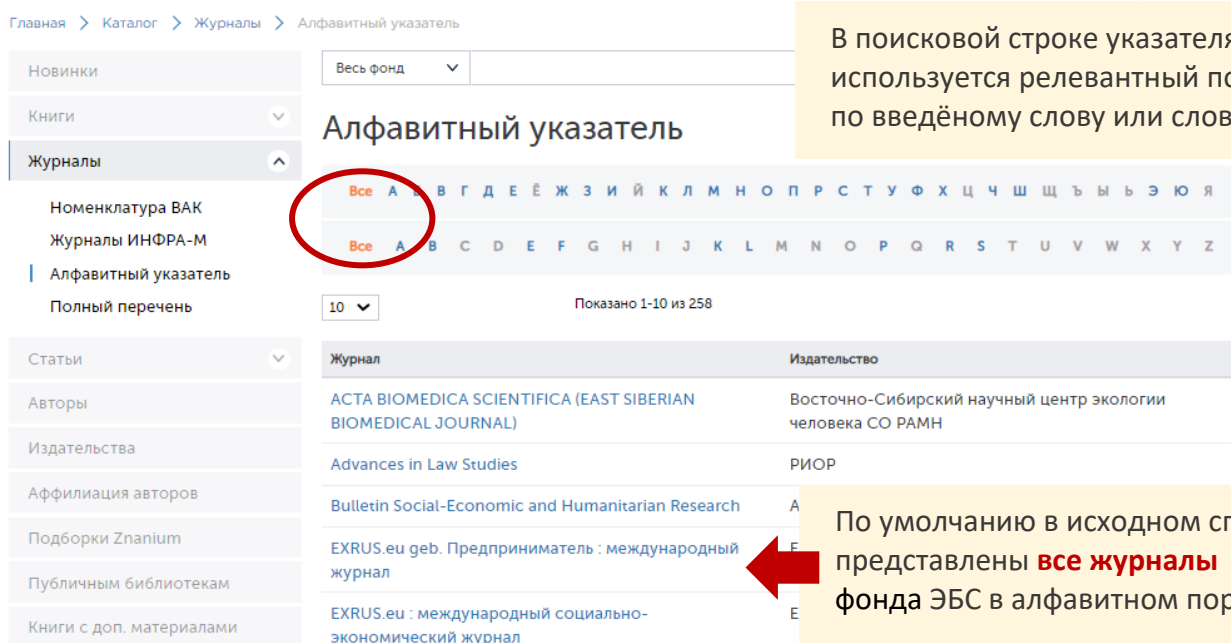 Главная > Каталог > Журналы > Алфавитный указатель
Новинки
Книги
Журналы
Номенклатура ВАК
Журналы ИНФРА-М
Алфавитный указатель
Полный перечень
Статьи
Авторы
Издательства
Аффилиация авторов
Подборки Znanium
Публичным библиотекам
Книги с доп. материалами
Весь фонд
В поисковой строке указателя
используется релевантный по
по введёному слову или слов
Алфавитный указатель
Все А Б В Г Д Е Ё Ж З И Й К Л М Н О П Р С Т У Ф Х Ц Ч Ш Щ Ъ Ы Ь Э Ю Я
Все A B C D E F G H I J K L M N O P Q R S T U V W X Y Z
10 Показано 1-10 из 258
Журнал Издательство
ACTA BIOMEDICA SCIENTIFICA (EAST SIBERIAN Восточно-Сибирский научный центр экологии
BIOMEDICAL JOURNAL) человека СО РАМН
Advances in Law Studies РИОР
Bulletin Social-Economic and Humanitarian Research
EXRUS.eu geb. Предприниматель : международный
журнал
EXRUS.eu : международный социально-
экономический журнал
По умолчанию в исходном сп
представлены все журналы
фонда ЭБС в алфавитном пор